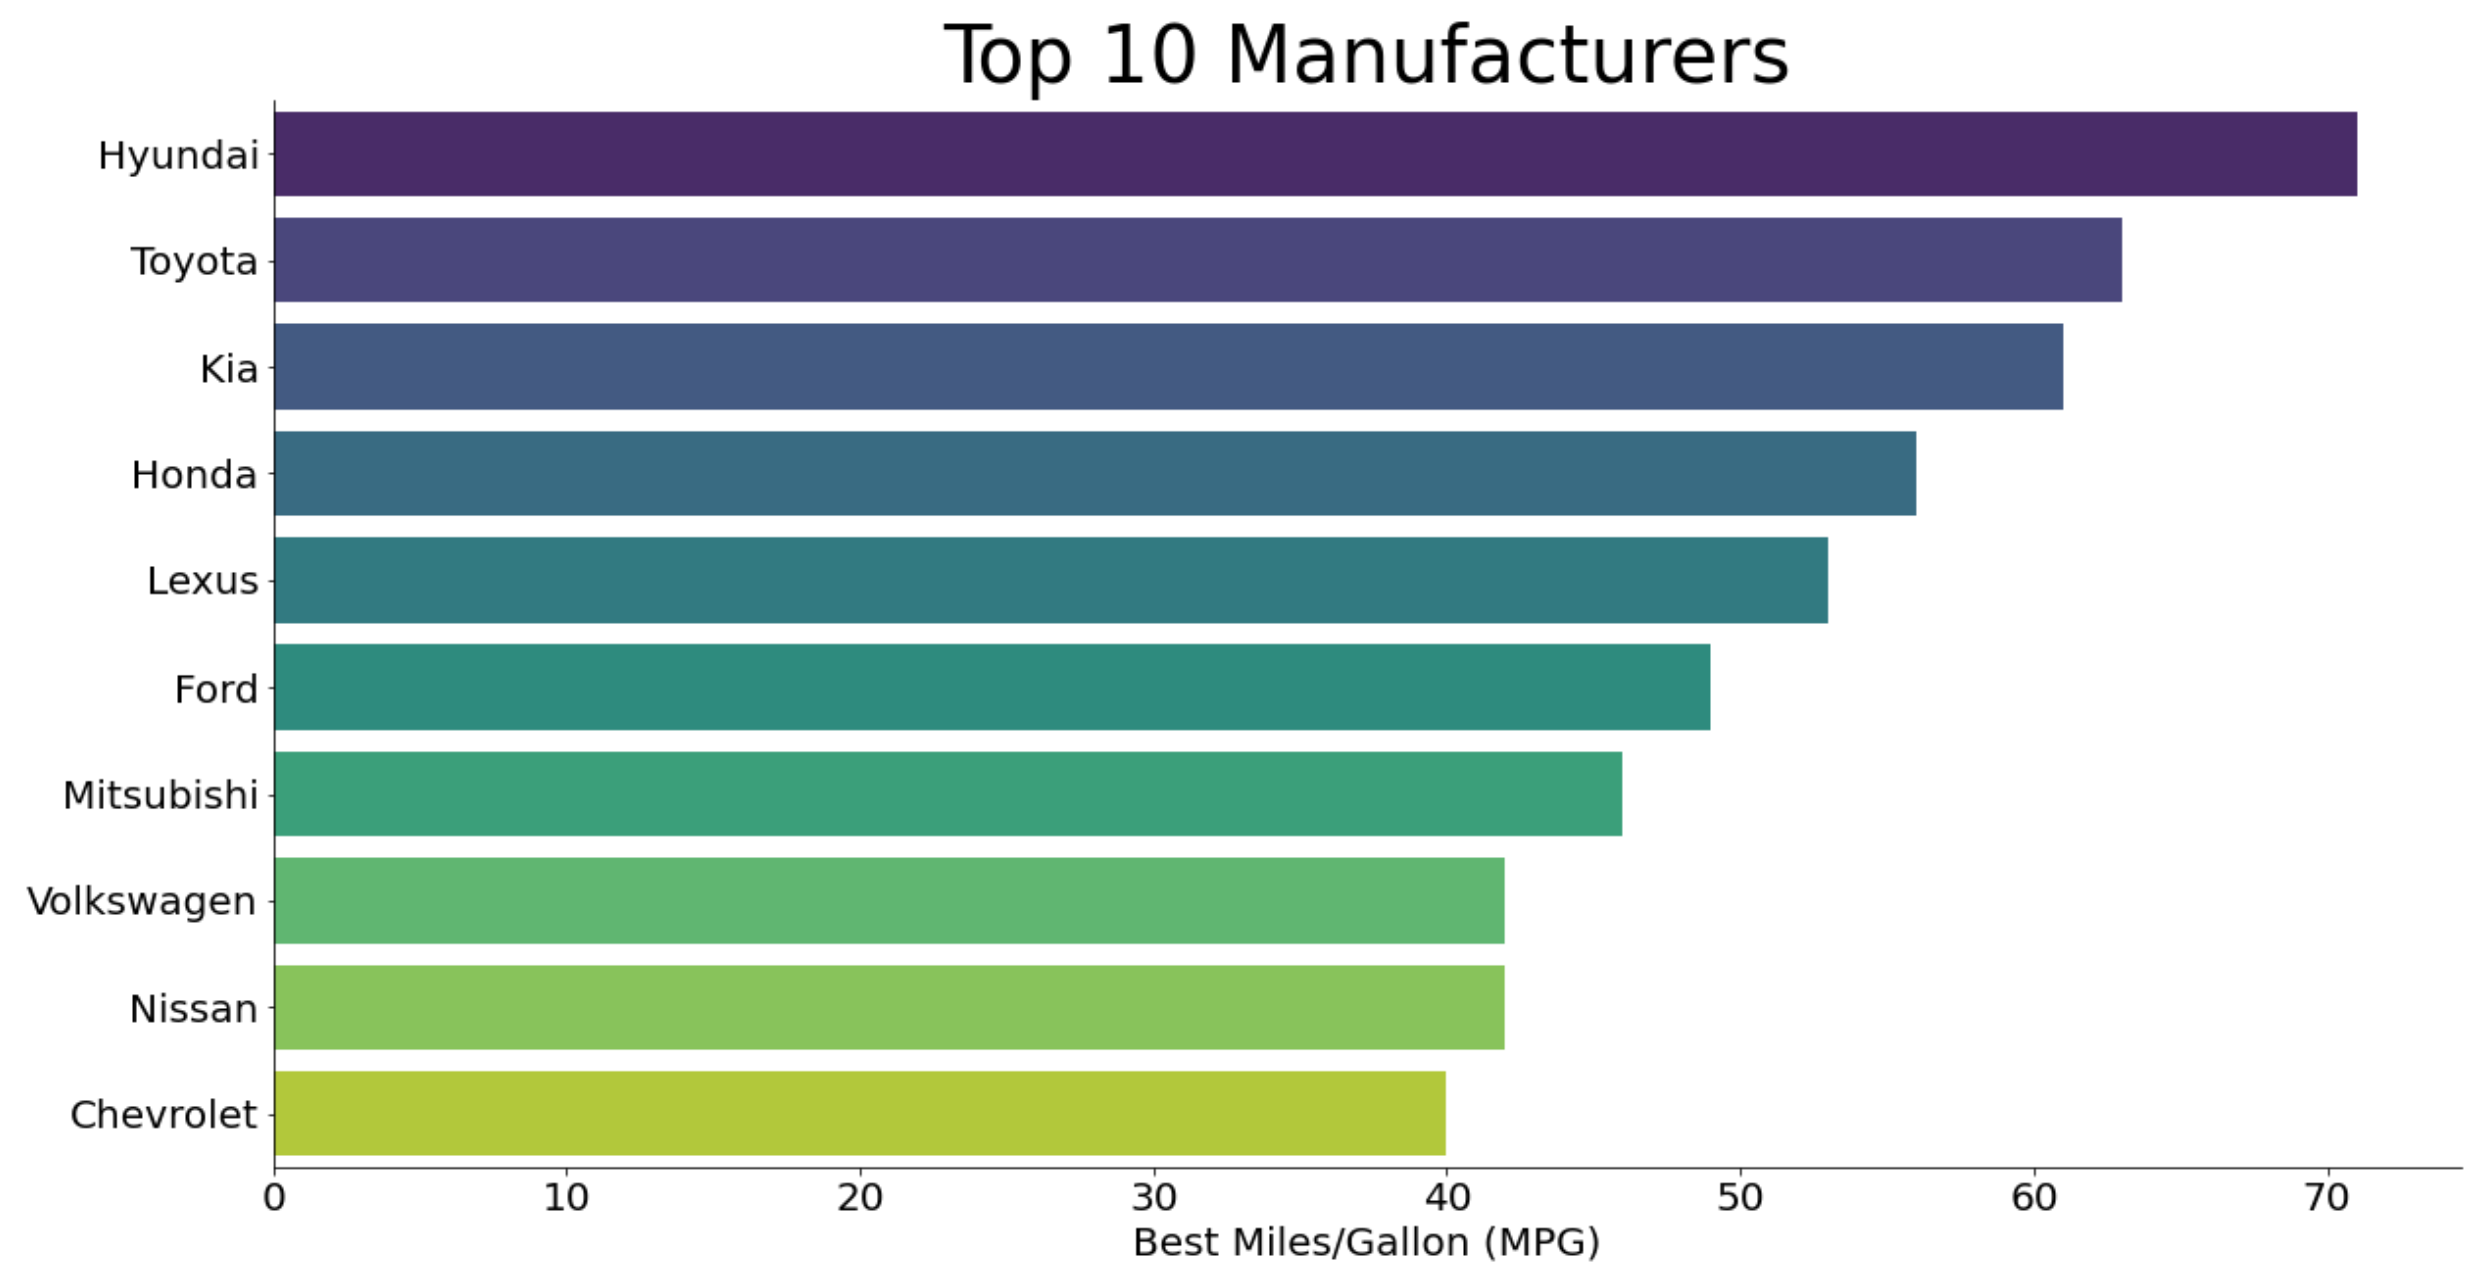 Top 10 Manufacturers
Hyundai
Toyota
Kia
Honda
Lexus
Ford
Mitsubishi
Volkswagen
Nissan
Chevrolet
0 10 20 30 40 50 60 70
Best Miles/Gallon (MPG)